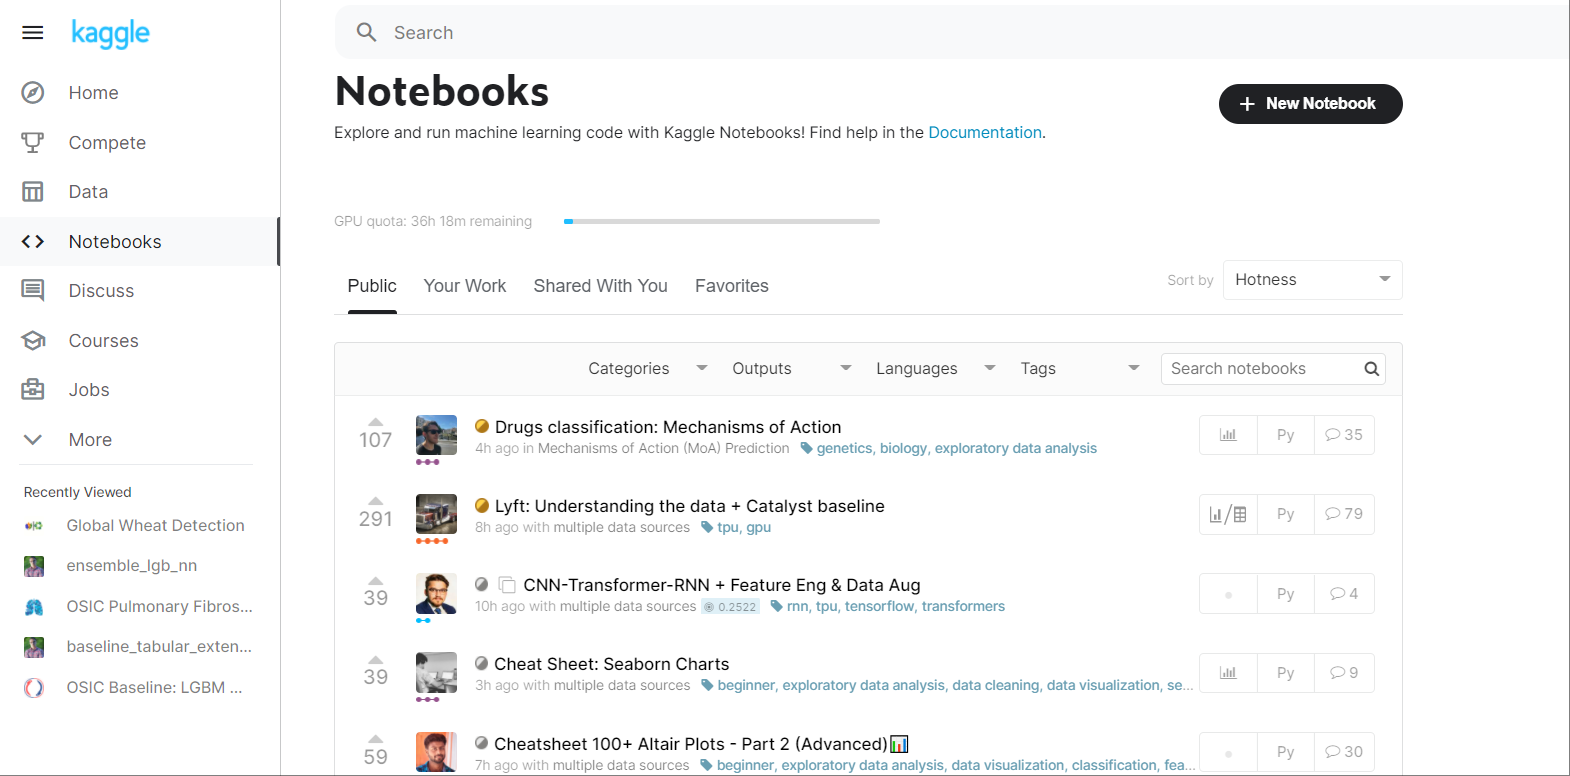 kaggle
Home
Compete
Data
Notebooks
Discuss
Courses
Jobs
More
Recently Viewed
Global Wheat Detection
ensemble_lgb_nn
OSIC Pulmonary Fibros...
baseline_tabular_exten...
OSIC Baseline: LGBM ...
Search
Notebooks
+ New Notebook
Explore and run machine learning code with Kaggle Notebooks! Find help in the Documentation.
GPU quota: 36h 18m remaining
Public Your Work Shared With You Favorites
Sort by Hotness
Categories Outputs Languages Tags Search notebooks
107
Drugs classification: Mechanisms of Action
4h ago in Mechanisms of Action (MoA) Prediction genetics, biology, exploratory data analysis
Py 35
291
Lyft: Understanding the data + Catalyst baseline
8h ago with multiple data sources tpu, gpu
Py 79
39
CNN-Transformer-RNN + Feature Eng & Data Aug
10h ago with multiple data sources 0.2522 rnn, tpu, tensorflow, transformers
Py 4
39
Cheat Sheet: Seaborn Charts
3h ago with multiple data sources beginner, exploratory data analysis, data cleaning, data visualization, se...
Py 9
59
Cheatsheet 100+ Altair Plots - Part 2 (Advanced)📊
7h ago with multiple data sources beginner, exploratory data analysis, data visualization, classification, fea...
Py 30